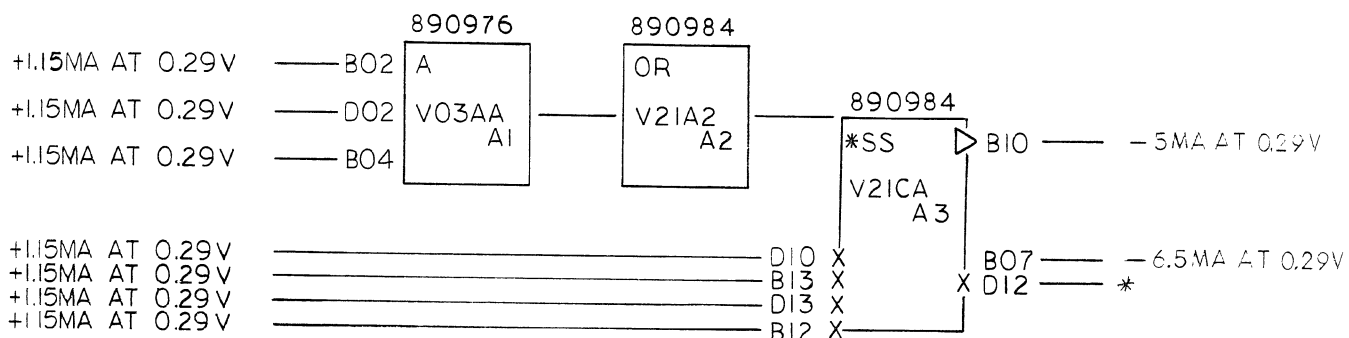 890976 890984
+1.15MA AT 0.29V B02 A OR
890984
+1.15MA AT 0.29V D02 V03AA V21A2
A1 A2 *SS B10 -5MA AT 0.29V
+1.15MA AT 0.29V B04
V21CA
A3
+1.15MA AT 0.29V D10 X B07 -6.5MA AT 0.29V
+1.15MA AT 0.29V B13 X X D12 *
+1.15MA AT 0.29V D13 X
+1.15MA AT 0.29V B12 X